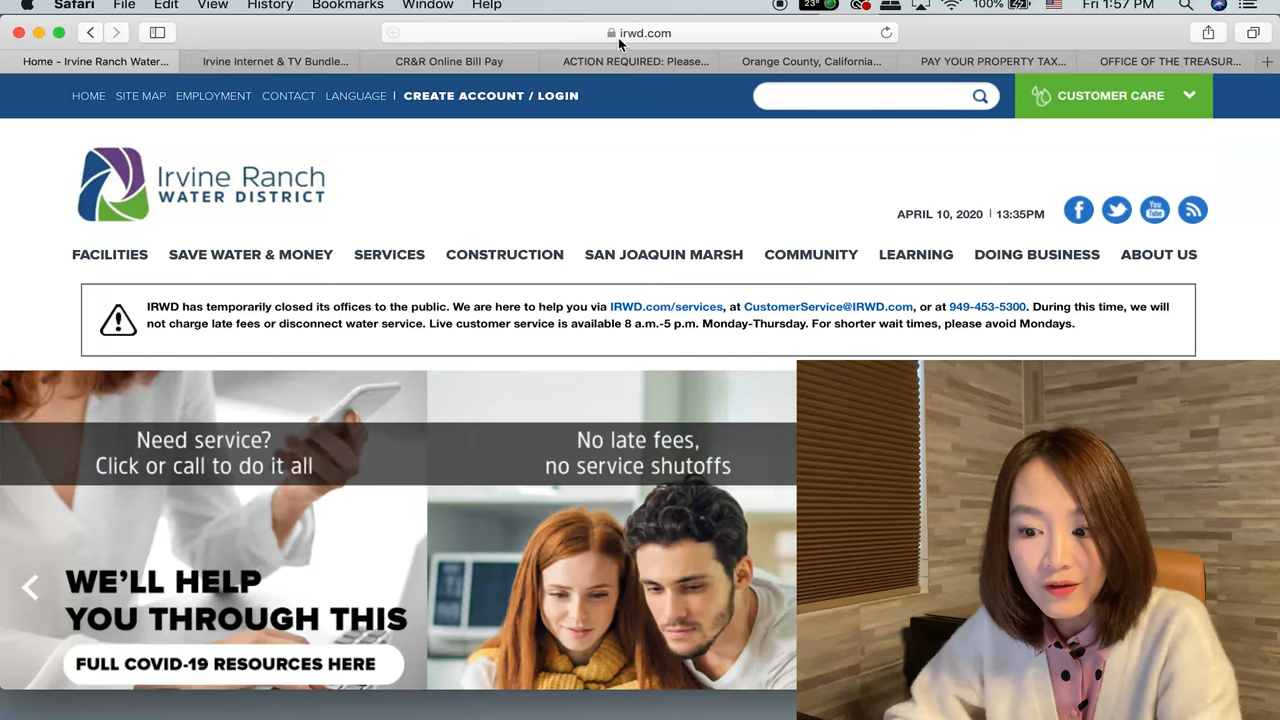 Safari File Edit View History Bookmarks Window Help 23° 100% Fri 1:57 PM
irwd.com
Home - Irvine Ranch Water... Irvine Internet & TV Bundle... CR&R Online Bill Pay ACTION REQUIRED: Please... Orange County, California... PAY YOUR PROPERTY TAX... OFFICE OF THE TREASUR...
HOME SITE MAP EMPLOYMENT CONTACT LANGUAGE | CREATE ACCOUNT / LOGIN CUSTOMER CARE
Irvine Ranch
WATER DISTRICT
APRIL 10, 2020 | 13:35PM
You
Tube
FACILITIES SAVE WATER & MONEY SERVICES CONSTRUCTION SAN JOAQUIN MARSH COMMUNITY LEARNING DOING BUSINESS ABOUT US
IRWD has temporarily closed its offices to the public. We are here to help you via IRWD.com/services, at CustomerService@IRWD.com, or at 949-453-5300. During this time, we will
not charge late fees or disconnect water service. Live customer service is available 8 a.m.-5 p.m. Monday-Thursday. For shorter wait times, please avoid Mondays.
Need service?
Click or call to do it all
No late fees,
no service shutoffs
WE'LL HELP
YOU THROUGH THIS
FULL COVID-19 RESOURCES HERE